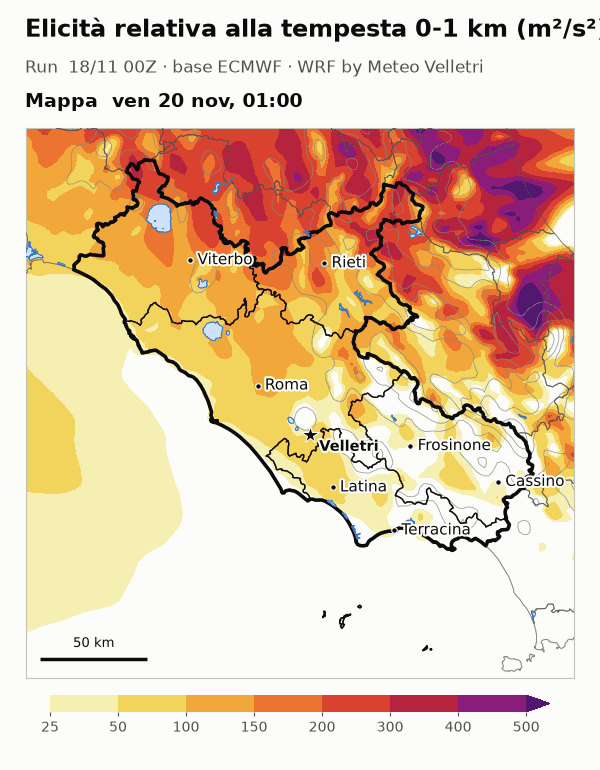 Elicità relativa alla tempesta 0-1 km (m²/s²)
Run 18/11 00Z · base ECMWF · WRF by Meteo Velletri
Mappa ven 20 nov, 01:00
Viterbo
Rieti
Roma
Velletri
Frosinone
Latina
Cassino
Terracina
50 km
25 50 100 150 200 300 400 500